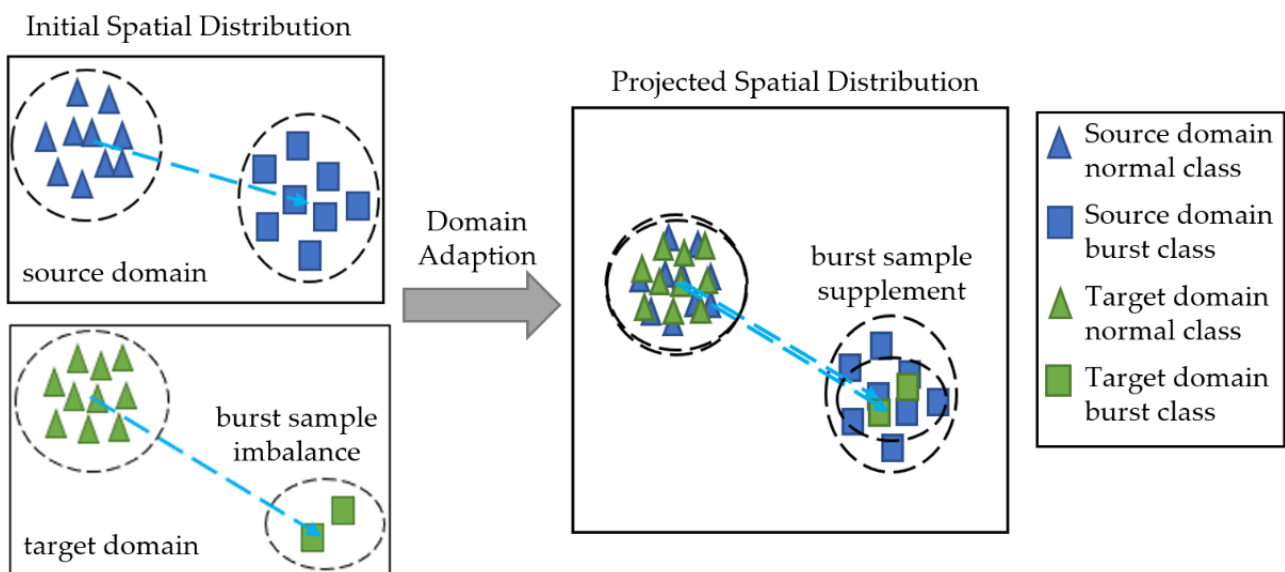 Initial Spatial Distribution
source domain
burst sample
imbalance
target domain
Domain
Adaption
Projected Spatial Distribution
burst sample
supplement
Source domain
normal class
Source domain
burst class
Target domain
normal class
Target domain
burst class